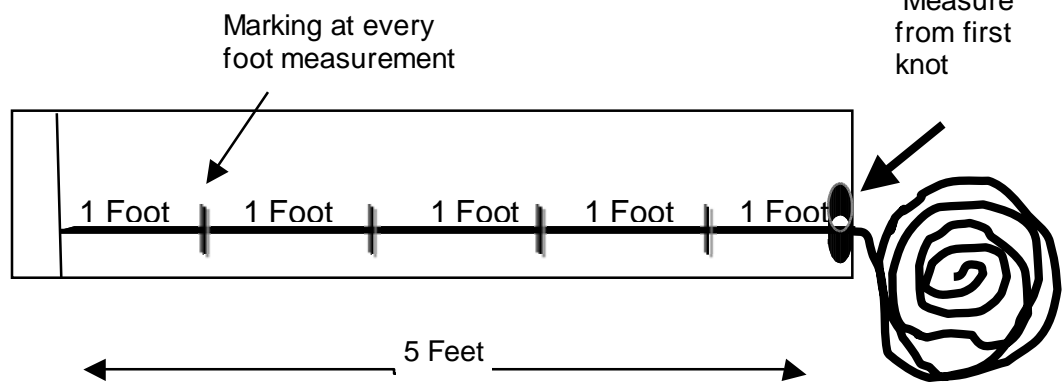 Marking at every
foot measurement
Measure
from first
knot
1 Foot 1 Foot 1 Foot 1 Foot 1 Foot
5 Feet